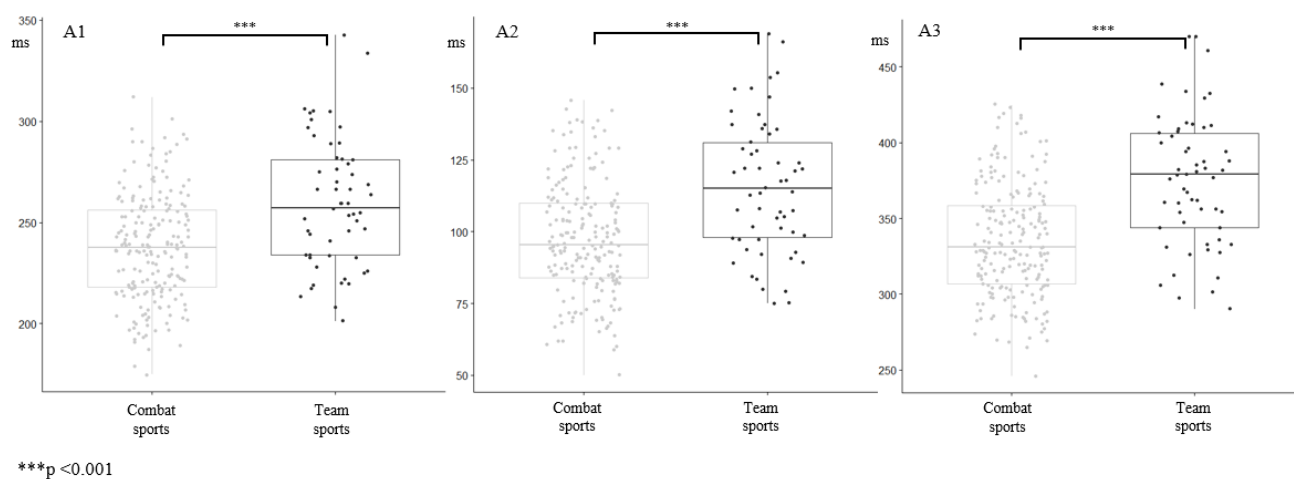 A1
ms
350
300
250
200
***
Combat
sports
Team
sports
A2
ms
150
125
100
75
50
***
Combat
sports
Team
sports
A3
ms
450
400
350
300
250
***
Combat
sports
Team
sports
***p <0.001